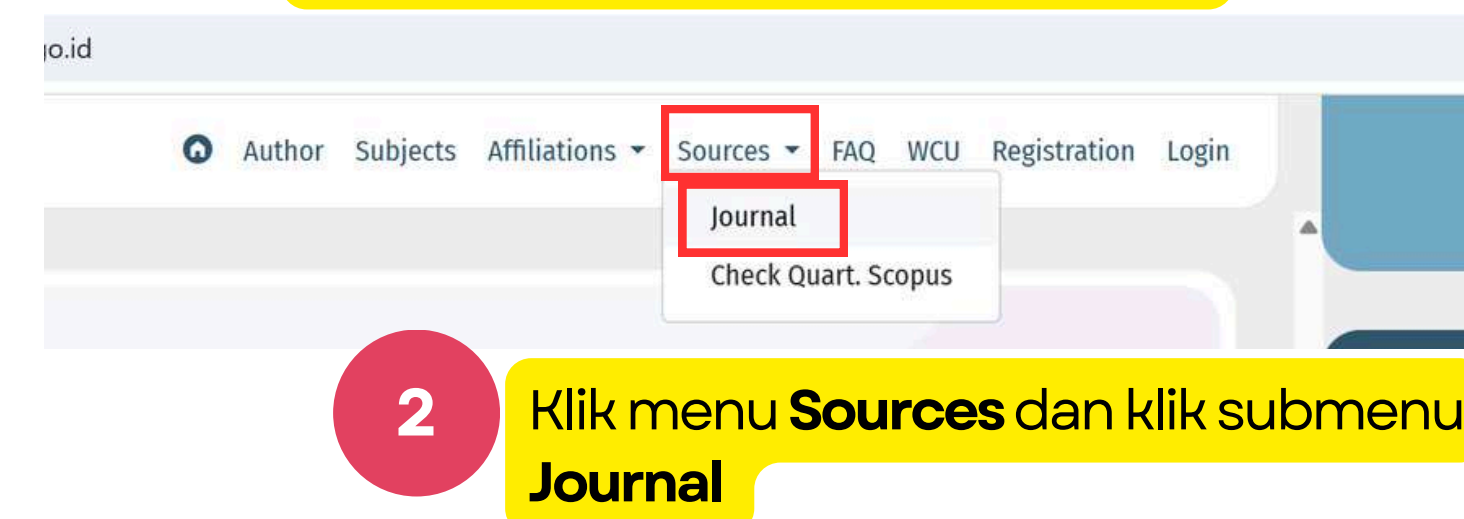 go.id
Author Subjects Affiliations Sources FAQ WCU Registration Login
Journal
Check Quart. Scopus
2
Klik menu Sources dan klik submenu
Journal